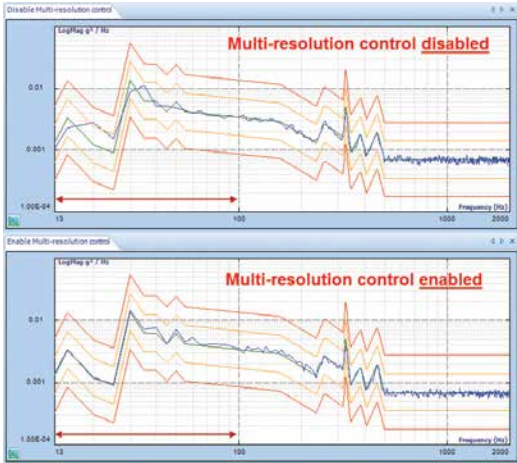 Disable Multi-resolution control
LogMag g² / Hz
Multi-resolution control disabled
0.01
0.001
1.00E-04
Frequency (Hz)
13
100
1000
2000
Enable Multi-resolution control
LogMag g² / Hz
Multi-resolution control enabled
0.01
0.001
1.00E-04
Frequency (Hz)
13
100
1000
2000